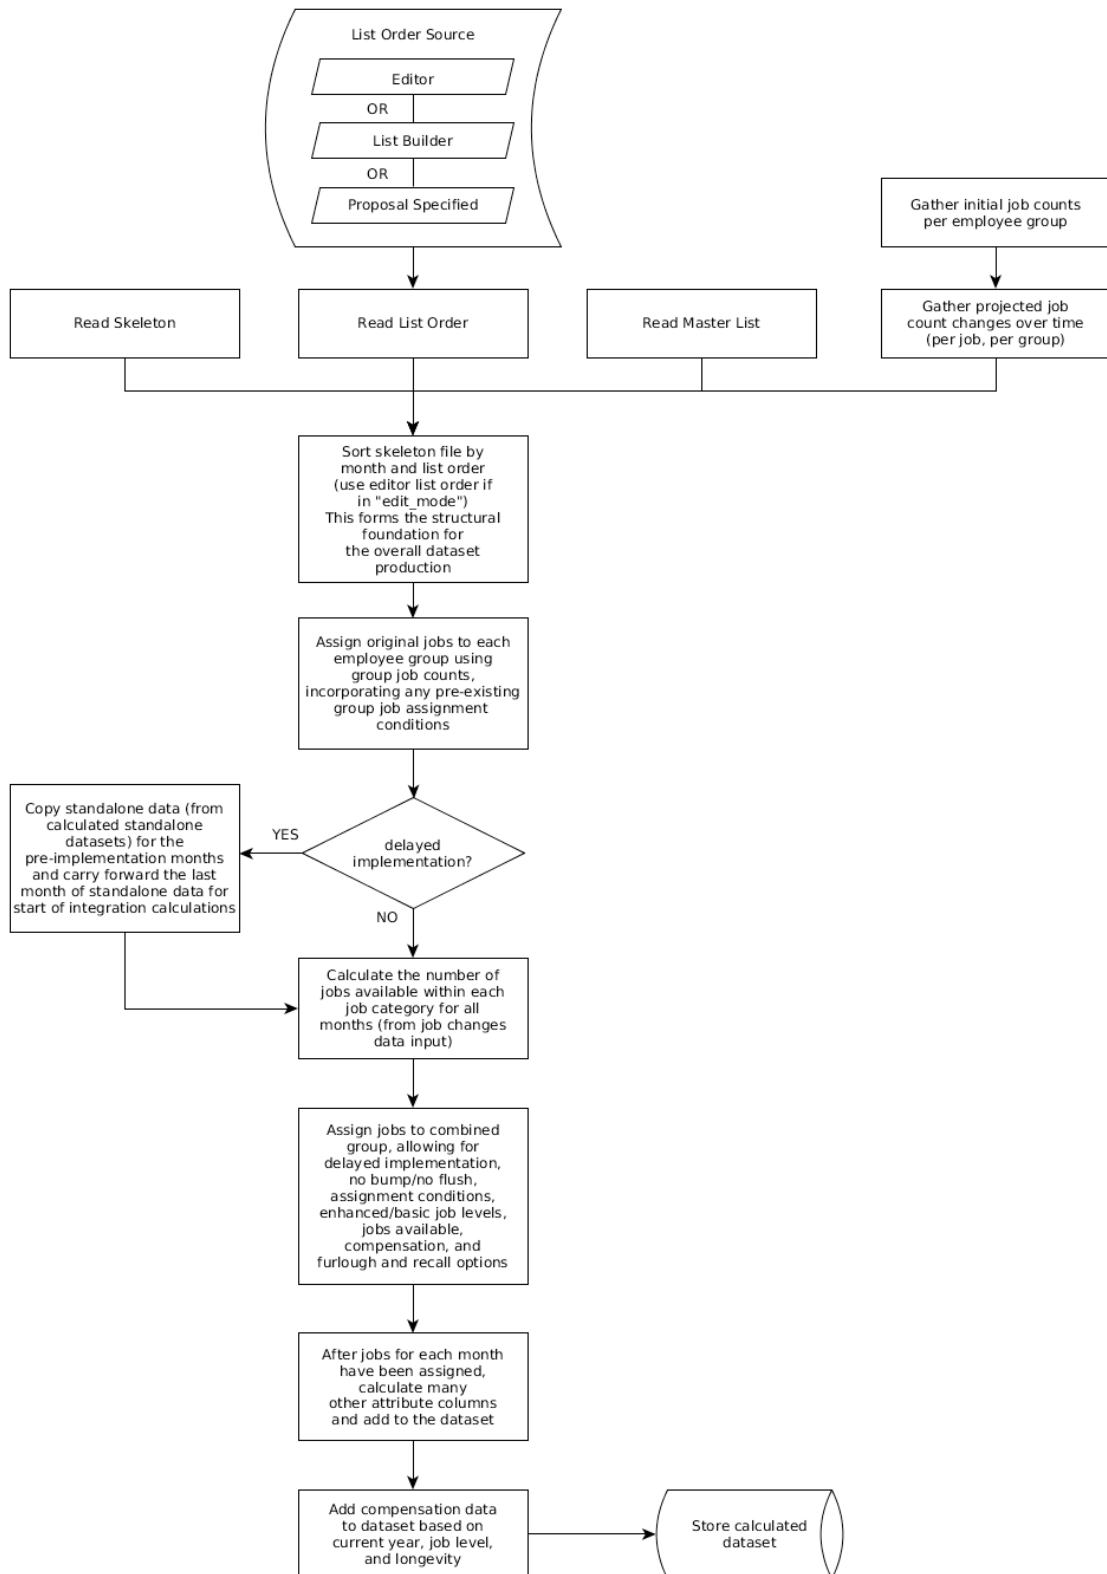 List Order Source
Editor
OR
List Builder
OR
Proposal Specified
Gather initial job counts
per employee group
Read Skeleton
Read List Order
Read Master List
Gather projected job
count changes over time
(per job, per group)
Sort skeleton file by
month and list order
(use editor list order if
in "edit_mode")
This forms the structural
foundation for
the overall dataset
production
Assign original jobs to each
employee group using
group job counts,
incorporating any pre-existing
group job assignment
conditions
Copy standalone data (from
calculated standalone
datasets) for the
pre-implementation months
and carry forward the last
month of standalone data for
start of integration calculations
YES
delayed
implementation?
NO
Calculate the number of
jobs available within each
job category for all
months (from job changes
data input)
Assign jobs to combined
group, allowing for
delayed implementation,
no bump/no flush,
assignment conditions,
enhanced/basic job levels,
jobs available,
compensation, and
furlough and recall options
After jobs for each month
have been assigned,
calculate many
other attribute columns
and add to the dataset
Add compensation data
to dataset based on
current year, job level,
and longevity
Store calculated
dataset